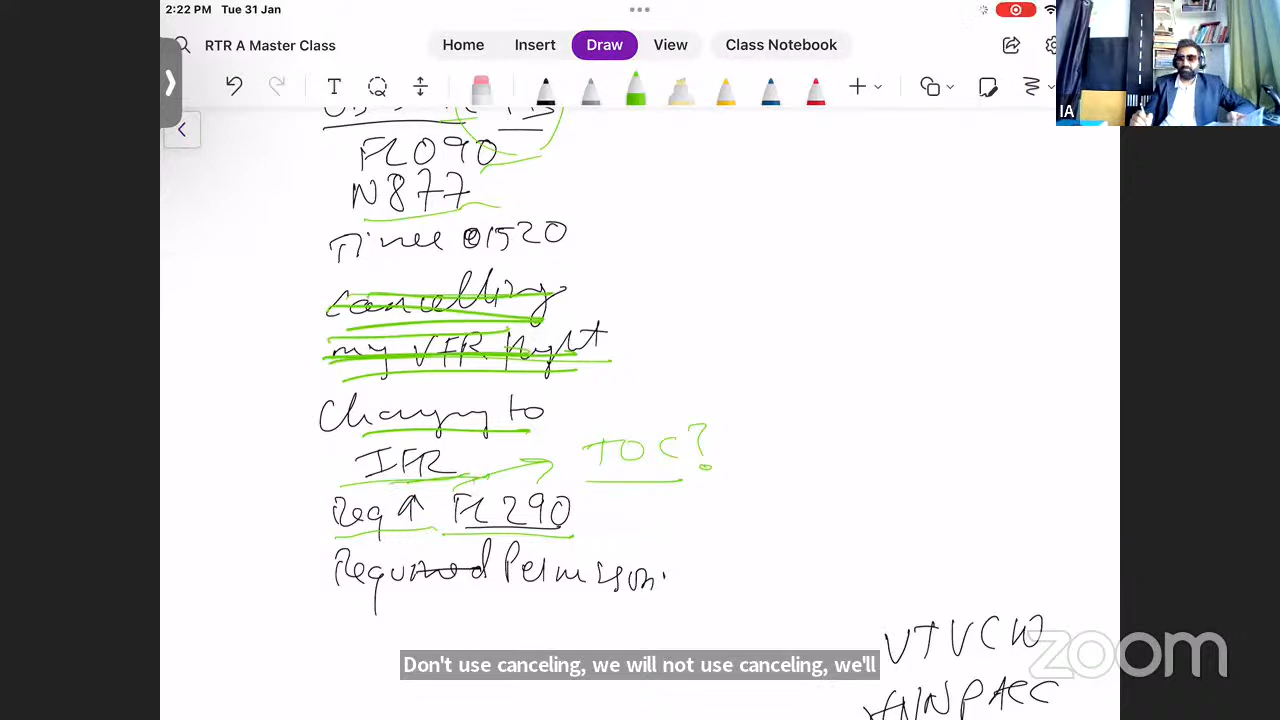 2:22 PM Tue 31 Jan
RTR A Master Class
Home Insert Draw View Class Notebook
IA
FL090
N877
Time 01520
cancelling
my VFR flight
Changing to
IFR
TOC?
Req ↑ FL 290
Permission
VTVCW
Don't use canceling, we will not use canceling, we'll
zoom